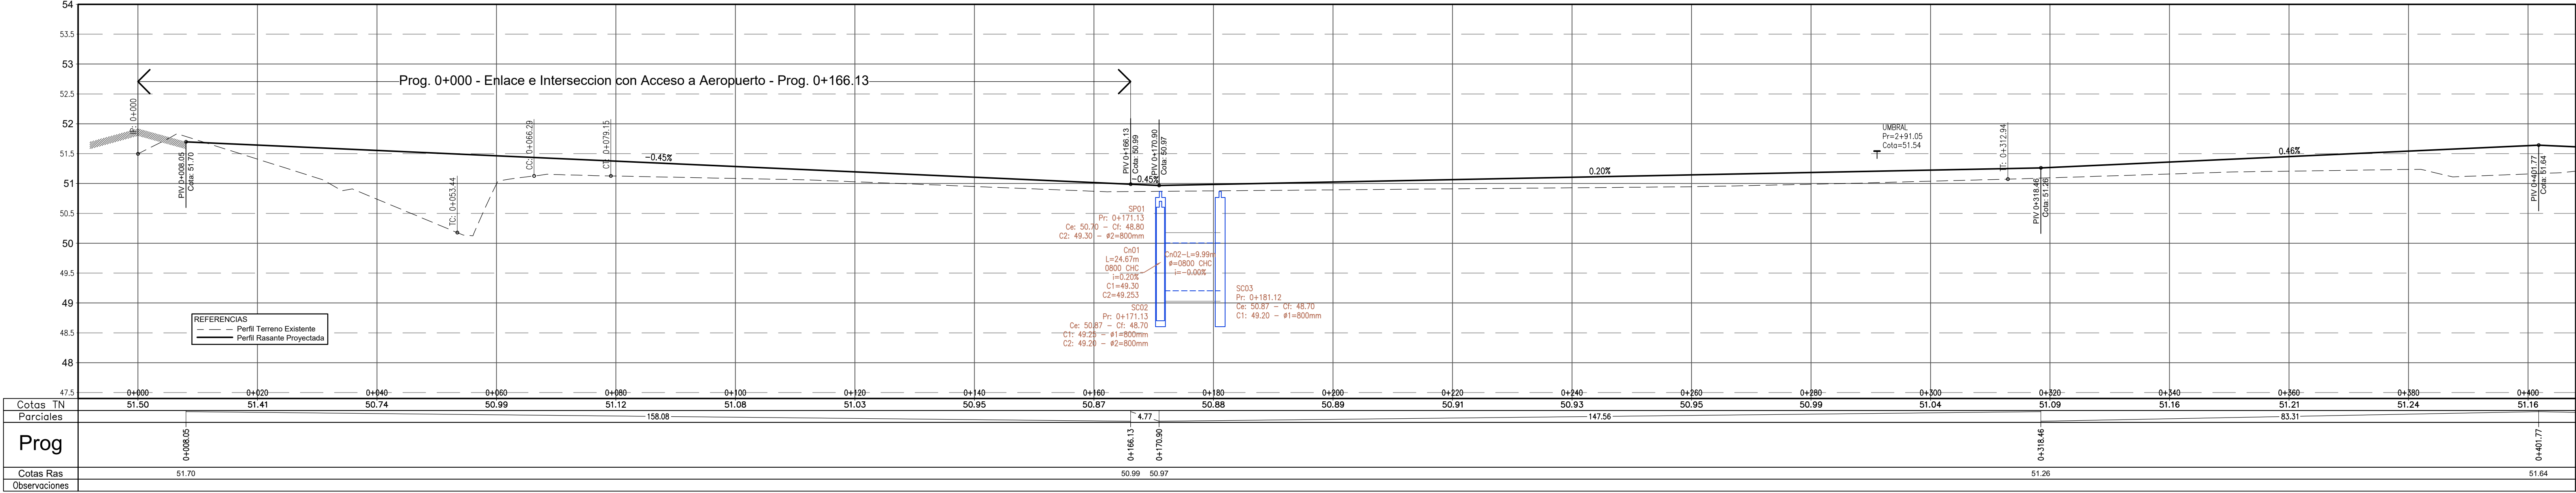 54
53.5
53
52.5
52
51.5
51
50.5
50
49.5
49
48.5
48
47.5
Prog. 0+000 - Enlace e Interseccion con Acceso a Aeropuerto - Prog. 0+166.13
IP: 0+000
PIV 0+008.05
Cota: 51.70
TC: 0+053.44
CC: 0+066.29
CT: 0+079.15
-0.45%
PIV 0+166.13
Cota: 50.99
-0.45%
PIV 0+170.90
Cota: 50.97
0.20%
UMBRAL
Pr=2+91.05
Cota=51.54
TT: 0+312.94
PIV 0+318.46
Cota: 51.26
0.46%
PIV 0+401.77
Cota: 51.64
SP01
Pr: 0+171.13
Ce: 50.70 - Cf: 48.80
C2: 49.30 - ø2=800mm
Cn01
L=24.67m
0800 CHC
i=0.20%
C1=49.30
C2=49.253
Cn02-L=9.99m
ø=0800 CHC
i=-0.00%
SC02
Pr: 0+171.13
Ce: 50.87 - Cf: 48.70
C1: 49.25 - ø1=800mm
C2: 49.20 - ø2=800mm
SC03
Pr: 0+181.12
Ce: 50.87 - Cf: 48.70
C1: 49.20 - ø1=800mm
REFERENCIAS
Perfil Terreno Existente
Perfil Rasante Proyectada
0+000 0+020 0+040 0+060 0+080 0+100 0+120 0+140 0+160 0+180 0+200 0+220 0+240 0+260 0+280 0+300 0+320 0+340 0+360 0+380 0+400
Cotas TN 51.50 51.41 50.74 50.99 51.12 51.08 51.03 50.95 50.87 50.88 50.89 50.91 50.93 50.95 50.99 51.04 51.09 51.16 51.21 51.24 51.16
Parciales 158.08 4.77 147.56 83.31
Prog 0+008.05 0+166.13 0+170.90 0+318.46 0+401.77
Cotas Ras 51.70 50.99 50.97 51.26 51.64
Observaciones